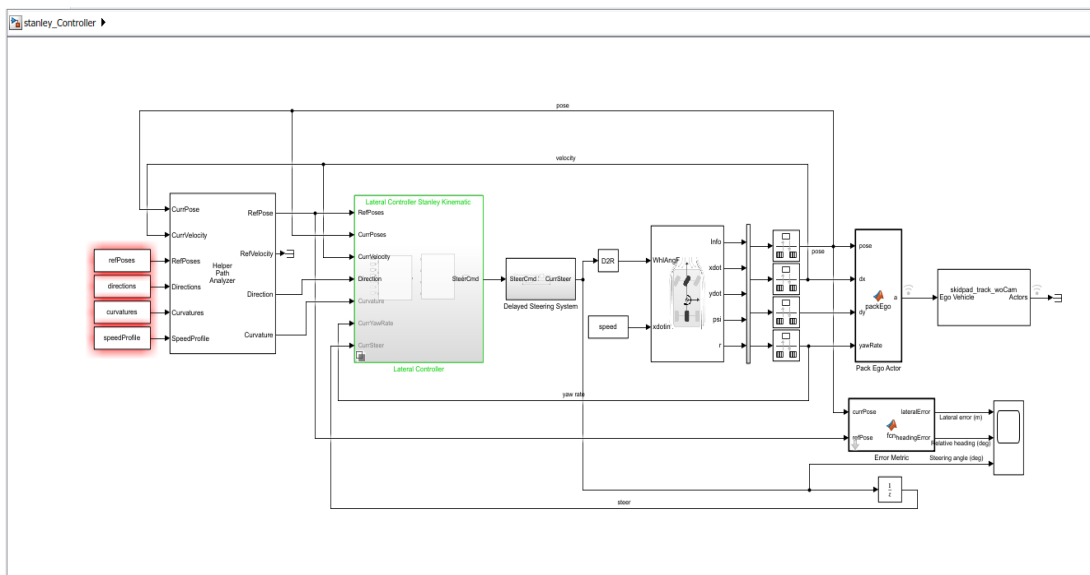 stanley_Controller
pose
velocity
CurrPose
CurrVelocity
RefPoses
Directions
Curvatures
SpeedProfile
Helper
Path
Analyzer
RefPose
RefVelocity
Direction
Curvature
refPoses
directions
curvatures
speedProfile
Lateral Controller Stanley Kinematic
RefPoses
CurrPoses
CurrVelocity
Direction
Curvature
CurrYawRate
CurrSteer
SteerCmd
Lateral Controller
SteerCmd
CurrSteer
Delayed Steering System
D2R
speed
WhlAngF
xdotin
Info
xdot
ydot
psi
r
pose
pose
dx
dy
yawRate
packEgo
a
Pack Ego Actor
skidpad_track_woCam
Ego Vehicle
Actors
yaw rate
currPose
refPose
fcn
lateralError
headingError
Error Metric
Lateral error (m)
Relative heading (deg)
Steering angle (deg)
1
z
steer